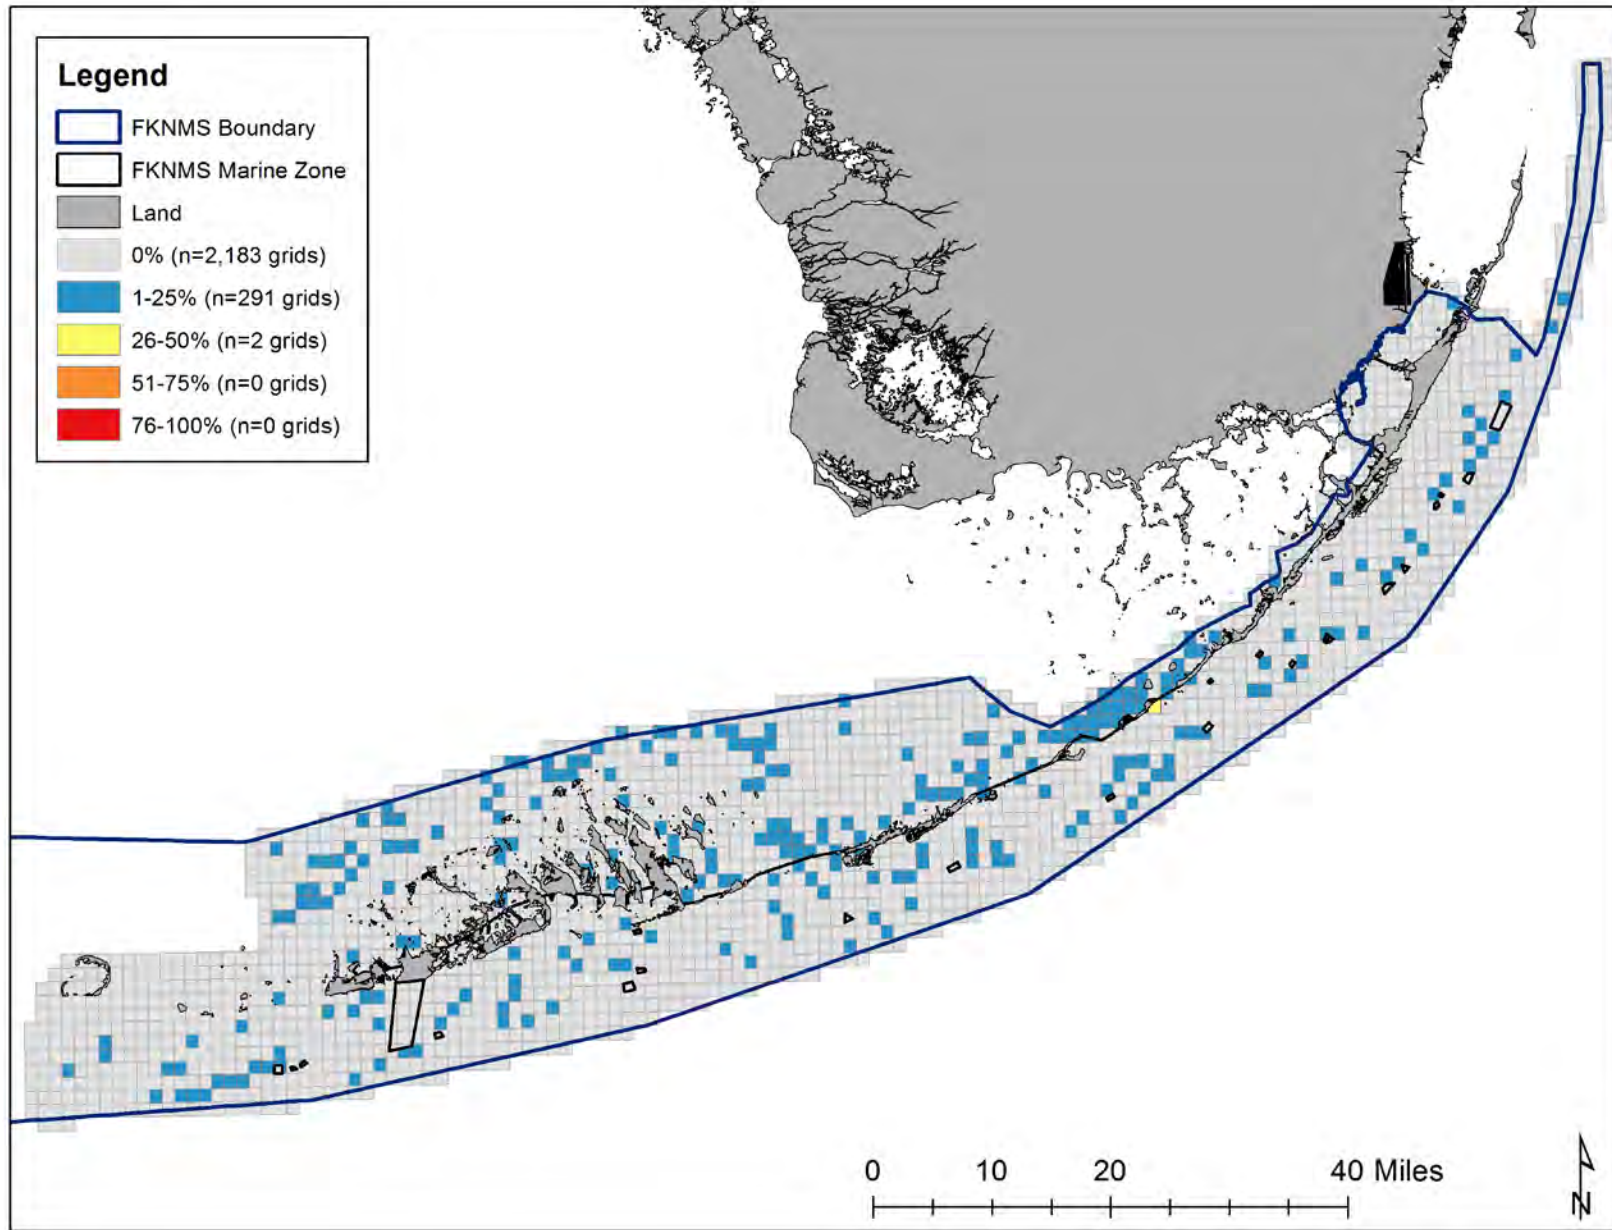 Legend
FKNMS Boundary
FKNMS Marine Zone
Land
0% (n=2,183 grids)
1-25% (n=291 grids)
26-50% (n=2 grids)
51-75% (n=0 grids)
76-100% (n=0 grids)
0 10 20 40 Miles
N